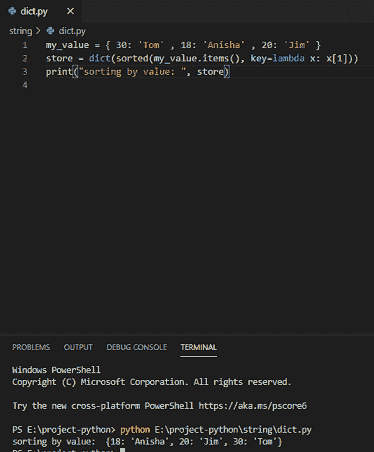 dict.py
string > dict.py
1 my_value = { 30: 'Tom' , 18: 'Anisha' , 20: 'Jim' }
2 store = dict(sorted(my_value.items(), key=lambda x: x[1]))
3 print("sorting by value: ", store)
4
PROBLEMS OUTPUT DEBUG CONSOLE TERMINAL
Windows PowerShell
Copyright (C) Microsoft Corporation. All rights reserved.
Try the new cross-platform PowerShell https://aka.ms/pscore6
PS E:\project-python> python E:\project-python\string\dict.py
sorting by value:  {18: 'Anisha', 20: 'Jim', 30: 'Tom'}
PS E:\project-python>